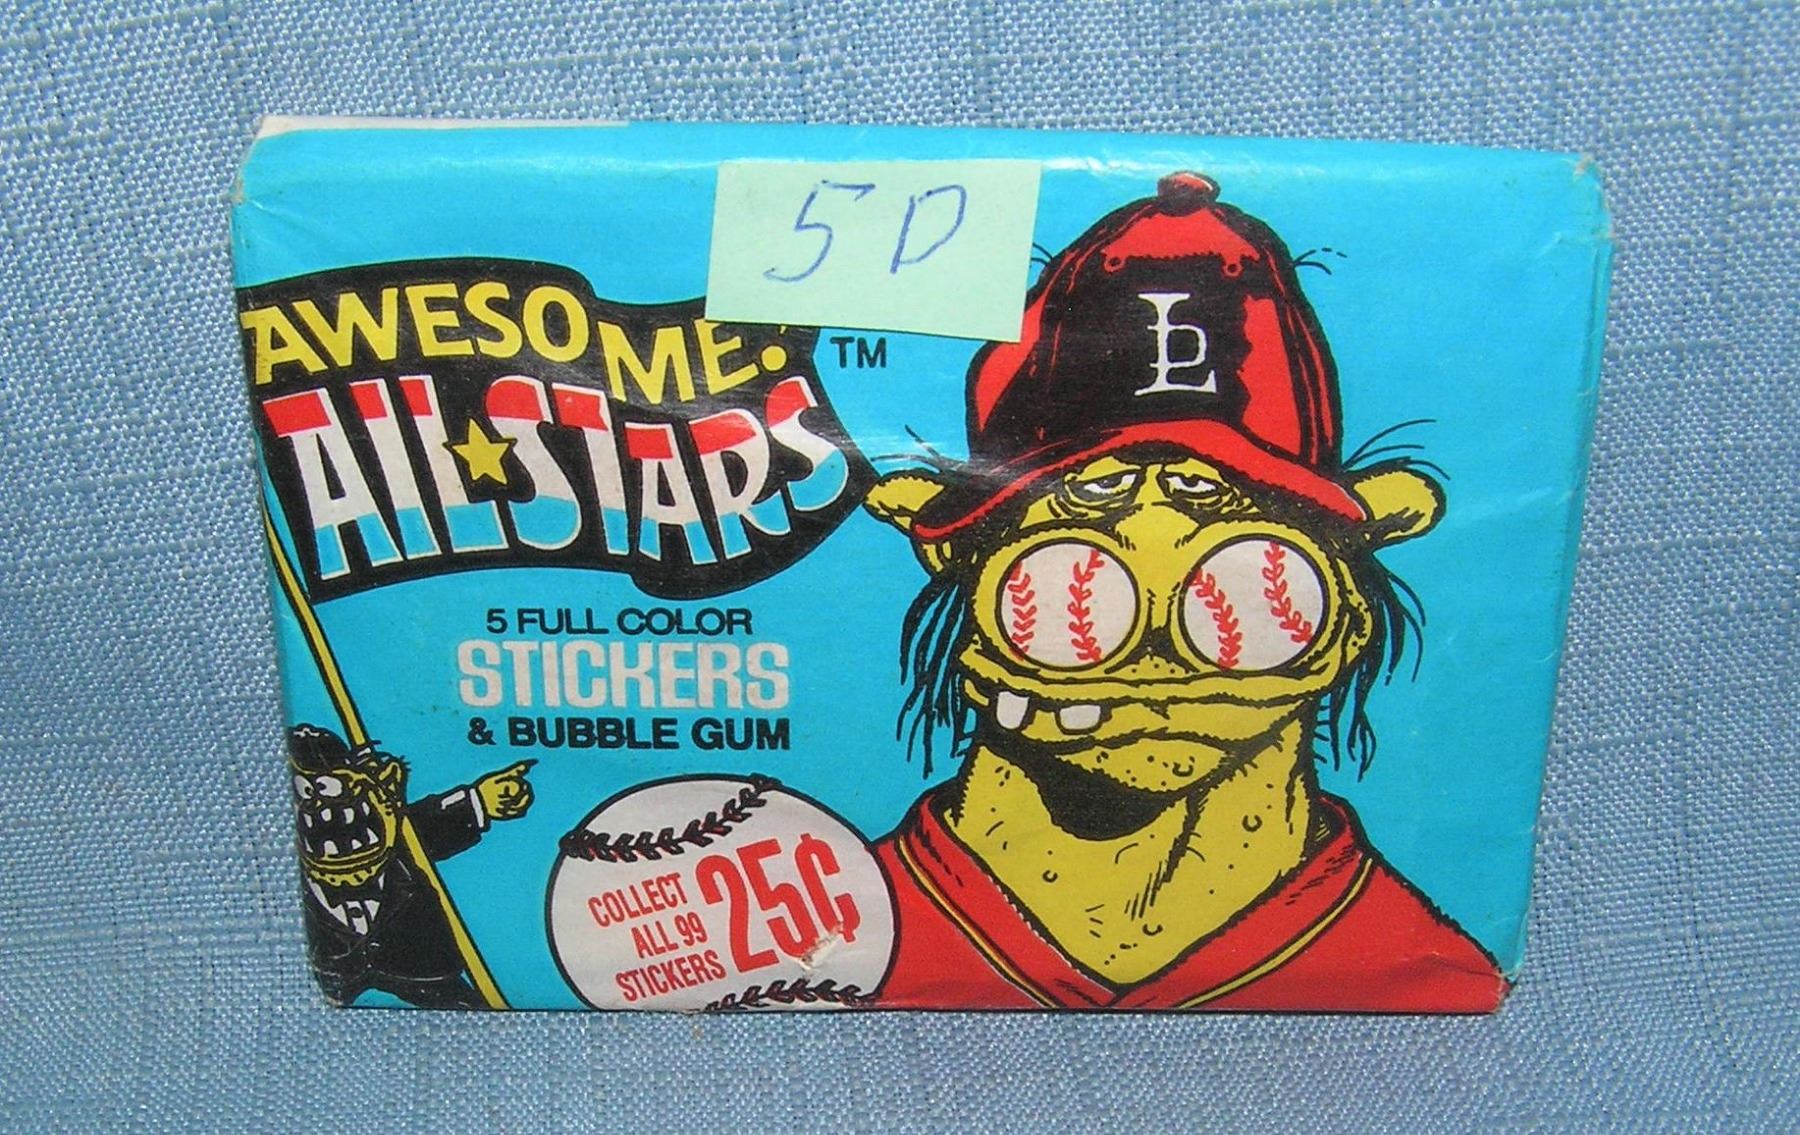 5D
AWESOME!
ALL★STARS
TM
5 FULL COLOR
STICKERS
& BUBBLE GUM
COLLECT
ALL 99
STICKERS
25¢